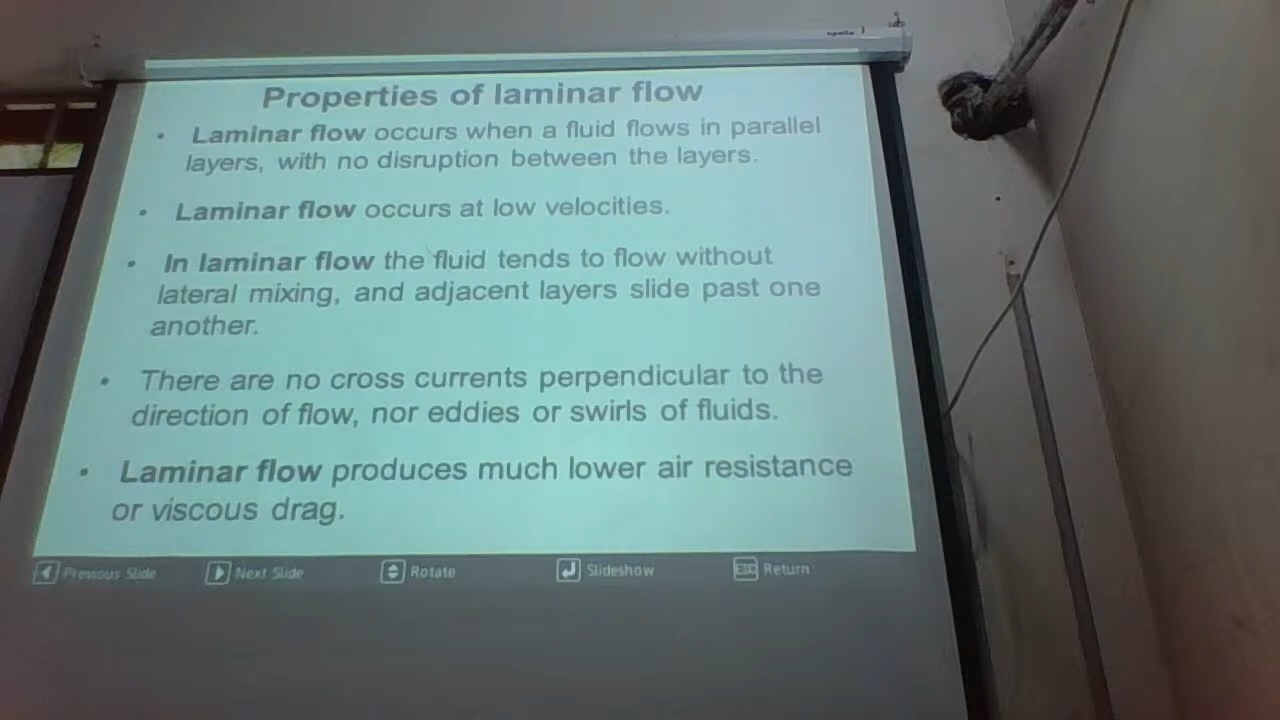 Properties of laminar flow
• Laminar flow occurs when a fluid flows in parallel
layers, with no disruption between the layers.
• Laminar flow occurs at low velocities.
• In laminar flow the fluid tends to flow without
lateral mixing, and adjacent layers slide past one
another.
• There are no cross currents perpendicular to the
direction of flow, nor eddies or swirls of fluids.
• Laminar flow produces much lower air resistance
or viscous drag.
Previous Slide Next Slide Rotate Slideshow ESC Return